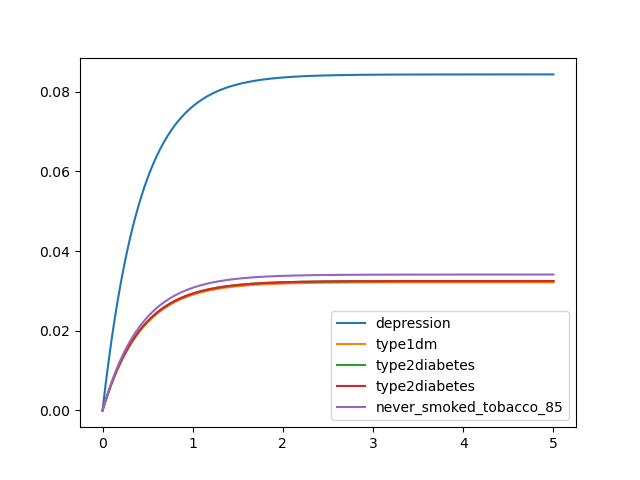 0.08
0.06
0.04
0.02
0.00
depression
type1dm
type2diabetes
type2diabetes
never_smoked_tobacco_85
0 1 2 3 4 5